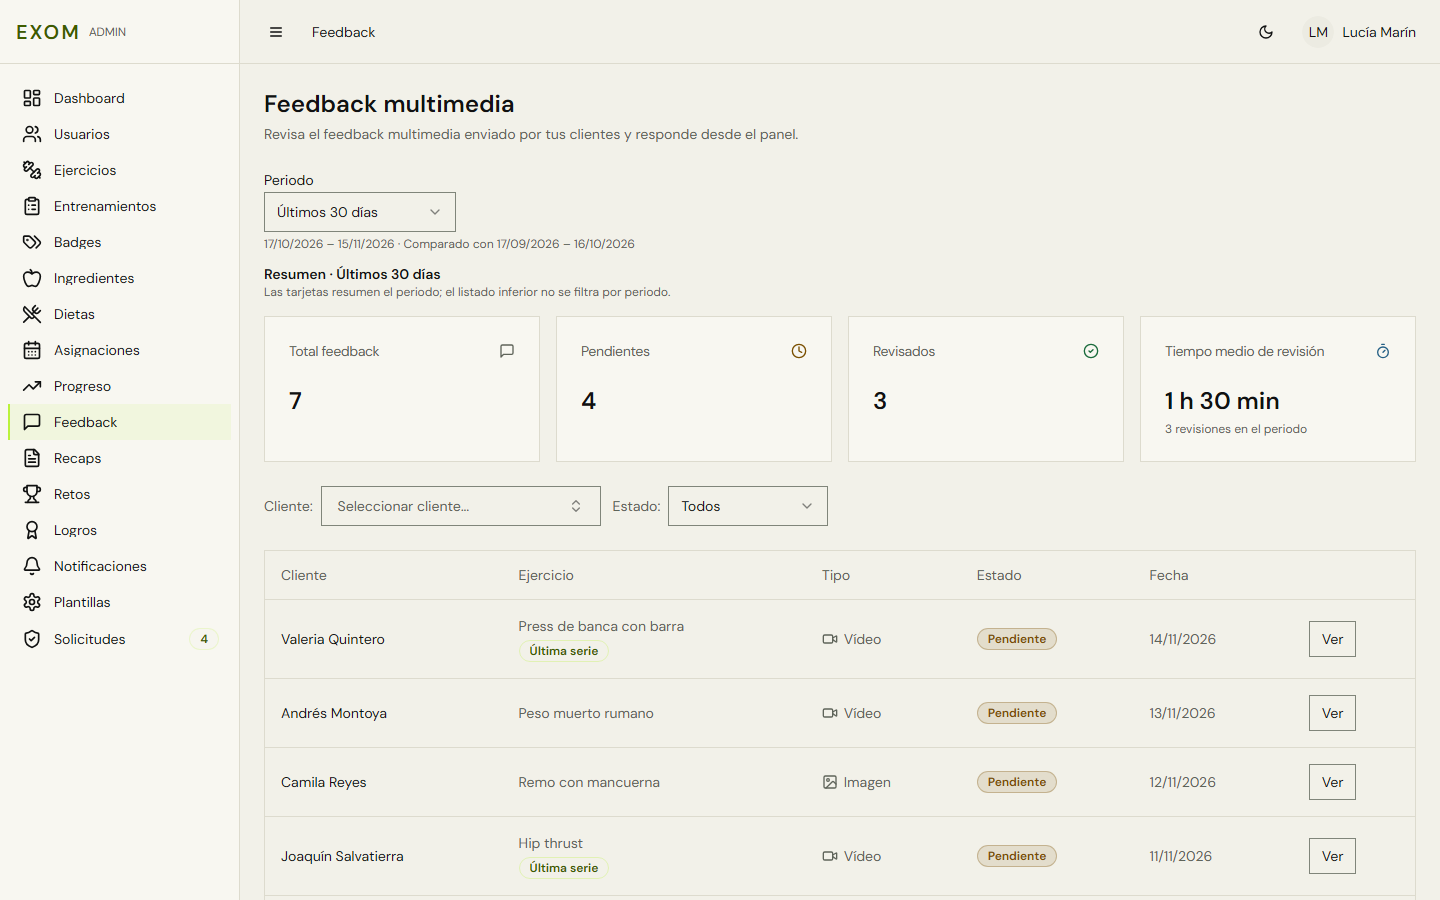 EXOM ADMIN
Feedback
LM Lucía Marín
Dashboard
Usuarios
Ejercicios
Entrenamientos
Badges
Ingredientes
Dietas
Asignaciones
Progreso
Feedback
Recaps
Retos
Logros
Notificaciones
Plantillas
Solicitudes 4
Feedback multimedia
Revisa el feedback multimedia enviado por tus clientes y responde desde el panel.
Periodo
Últimos 30 días
17/10/2026 – 15/11/2026 · Comparado con 17/09/2026 – 16/10/2026
Resumen · Últimos 30 días
Las tarjetas resumen el periodo; el listado inferior no se filtra por periodo.
Total feedback
7
Pendientes
4
Revisados
3
Tiempo medio de revisión
1 h 30 min
3 revisiones en el periodo
Cliente: Seleccionar cliente... Estado: Todos
Cliente Ejercicio Tipo Estado Fecha
Valeria Quintero Press de banca con barra Última serie Vídeo Pendiente 14/11/2026 Ver
Andrés Montoya Peso muerto rumano Vídeo Pendiente 13/11/2026 Ver
Camila Reyes Remo con mancuerna Imagen Pendiente 12/11/2026 Ver
Joaquín Salvatierra Hip thrust Última serie Vídeo Pendiente 11/11/2026 Ver